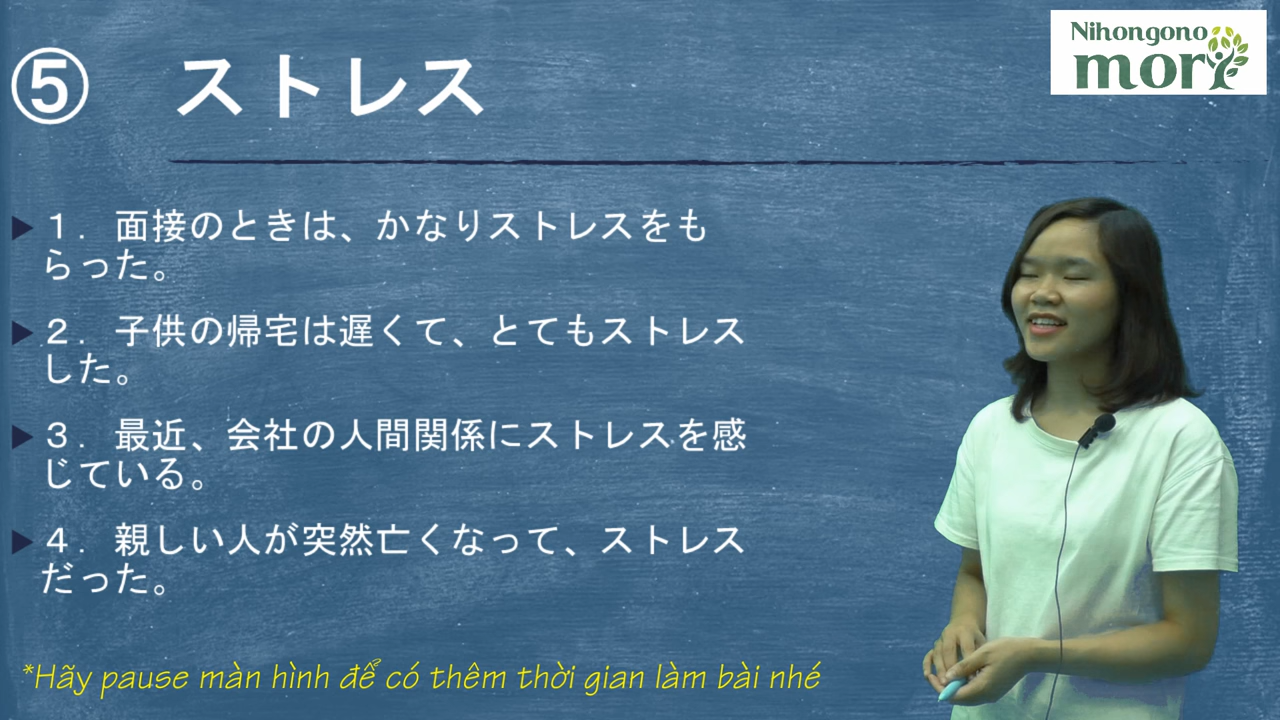 Nihongono
mori
⑤ ストレス
１．面接のときは、かなりストレスをも
らった。
２．子供の帰宅は遅くて、とてもストレス
した。
３．最近、会社の人間関係にストレスを感
じている。
４．親しい人が突然亡くなって、ストレス
だった。
*Hãy pause màn hình để có thêm thời gian làm bài nhé